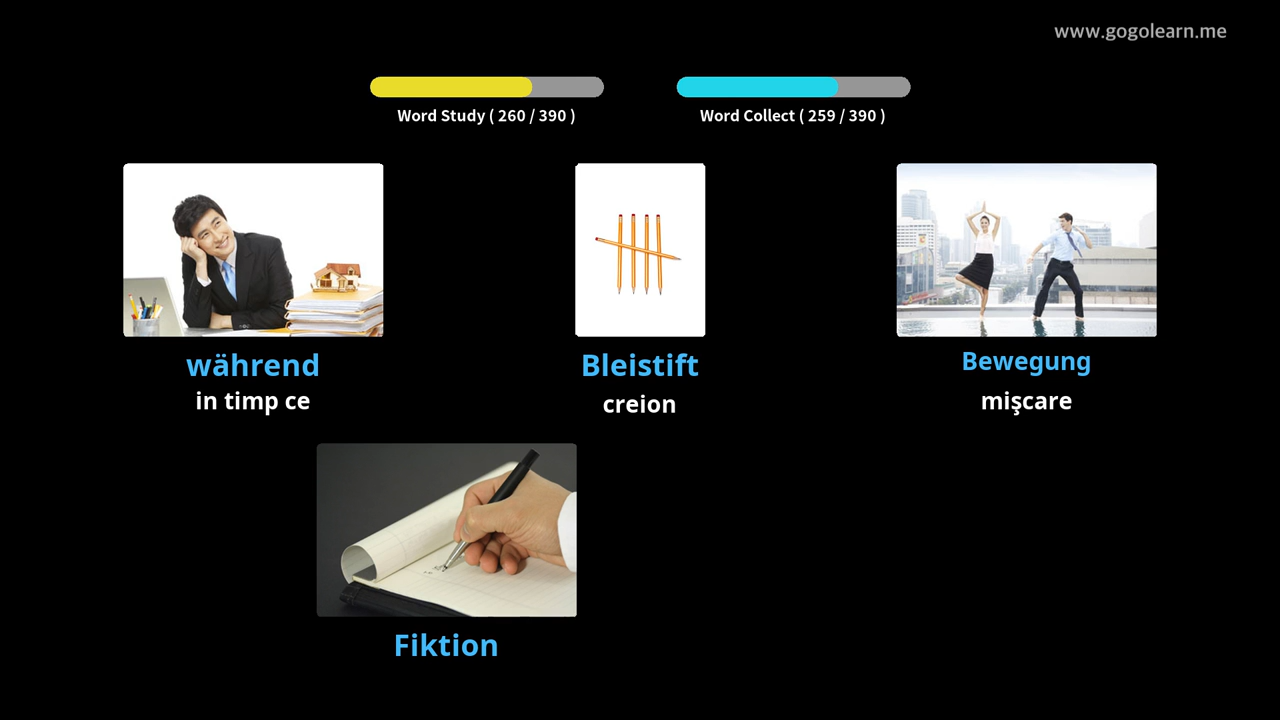 www.gogolearn.me
Word Study ( 260 / 390 )
Word Collect ( 259 / 390 )
während
Bleistift
Bewegung
in timp ce
creion
mişcare
Fiktion